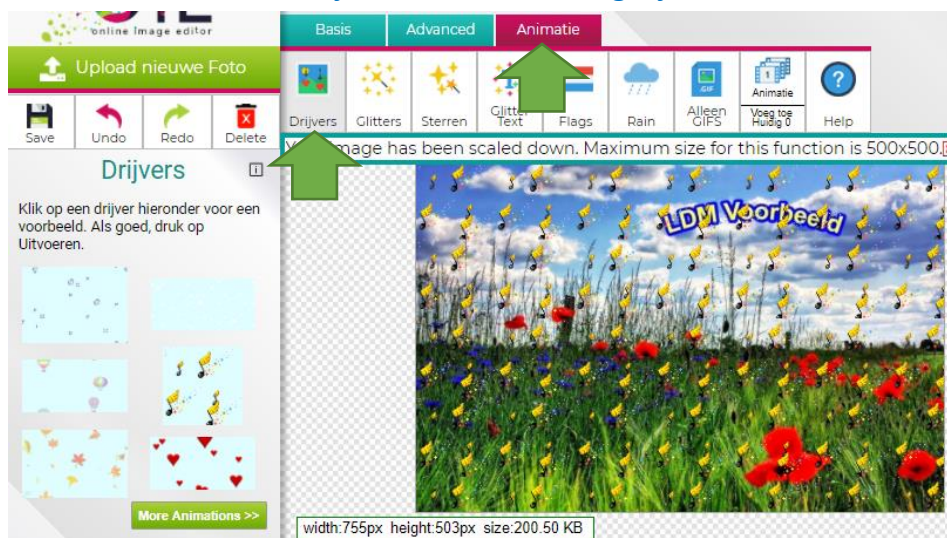 online Image editor
Basis
Advanced
Animatie
Upload nieuwe Foto
Save
Undo
Redo
Delete
Drijvers
Glitters
Sterren
Glitter
Text
Flags
Rain
.GIF
Alleen
GIFS
1
Animatie
Voeg toe
Huidig 0
?
Help
image has been scaled down. Maximum size for this function is 500x500.
Drijvers
i
Klik op een drijver hieronder voor een
voorbeeld. Als goed, druk op
Uitvoeren.
LDM Voorbeeld
More Animations >>
width:755px height:503px size:200.50 KB